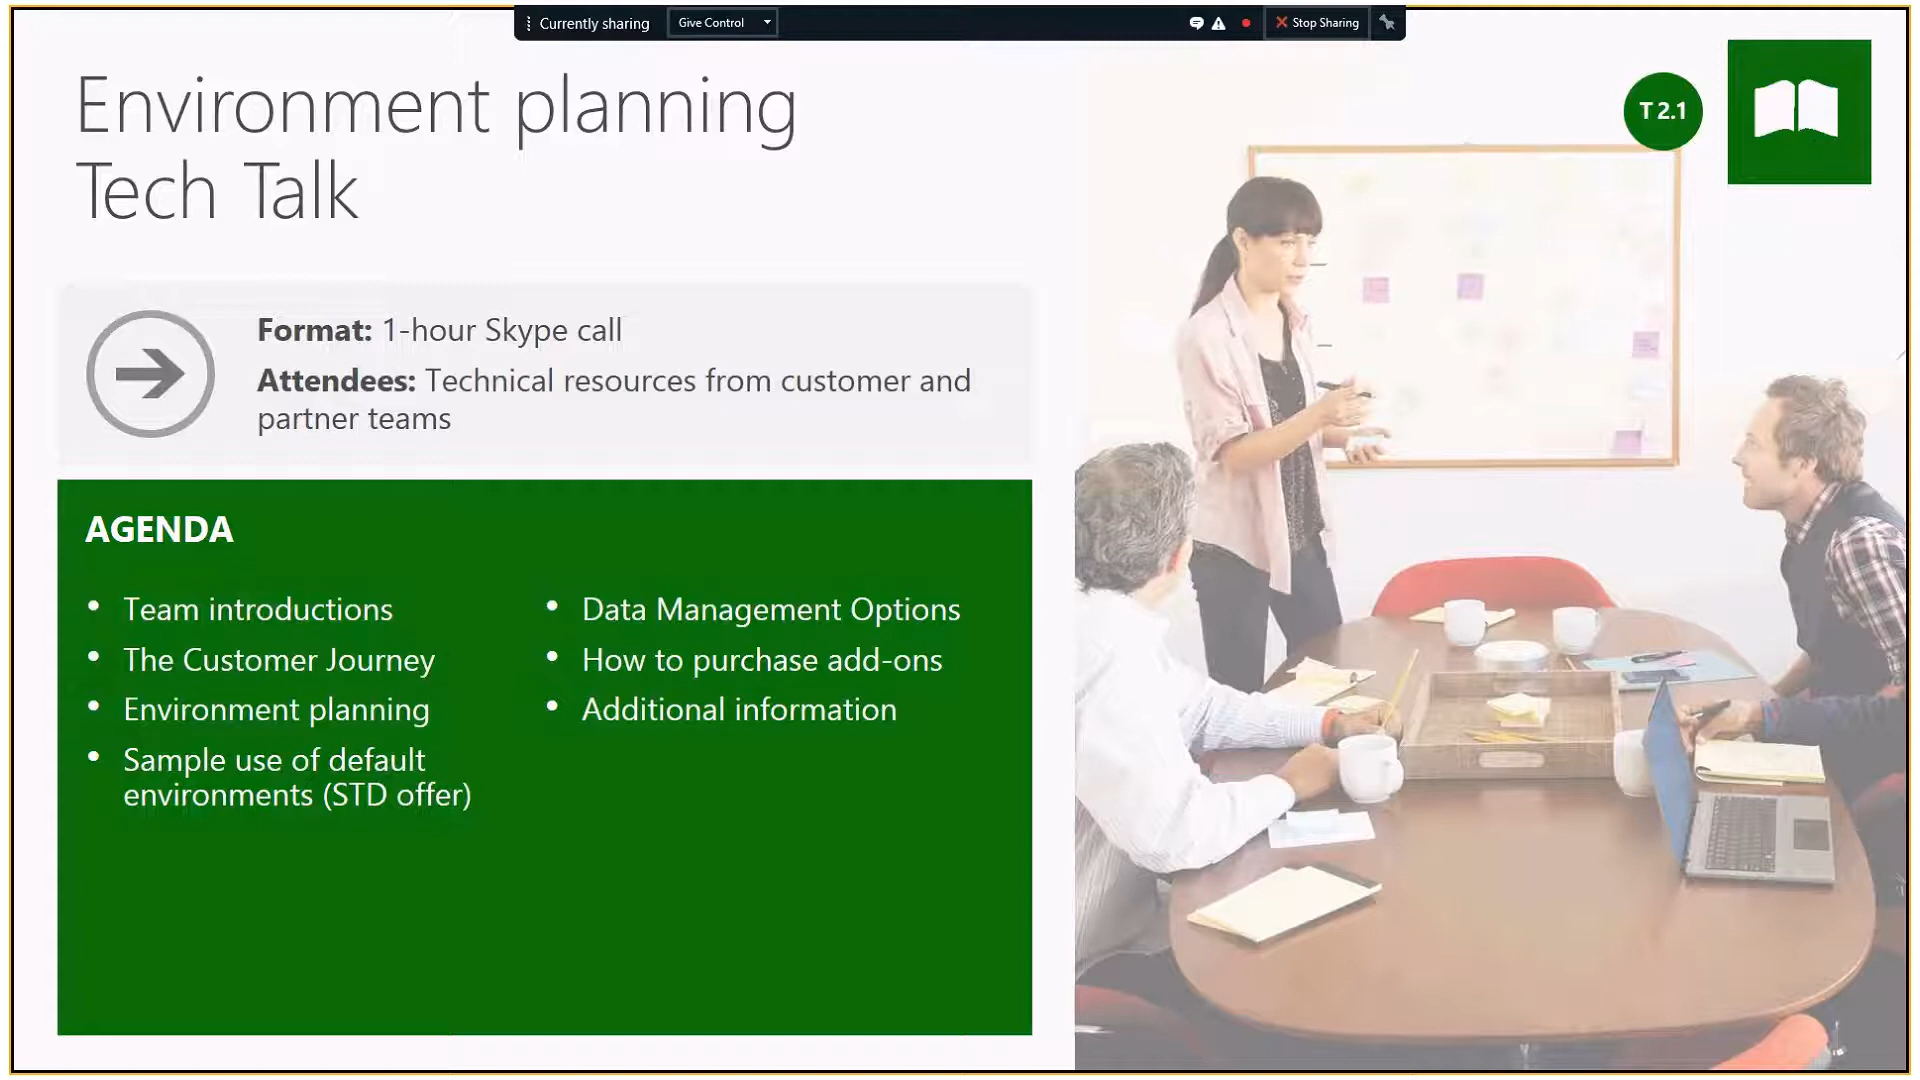 Currently sharing
Give Control
Stop Sharing
Environment planning
Tech Talk
T 2.1
Format: 1-hour Skype call
Attendees: Technical resources from customer and
partner teams
AGENDA
• Team introductions
• The Customer Journey
• Environment planning
• Sample use of default
environments (STD offer)
• Data Management Options
• How to purchase add-ons
• Additional information